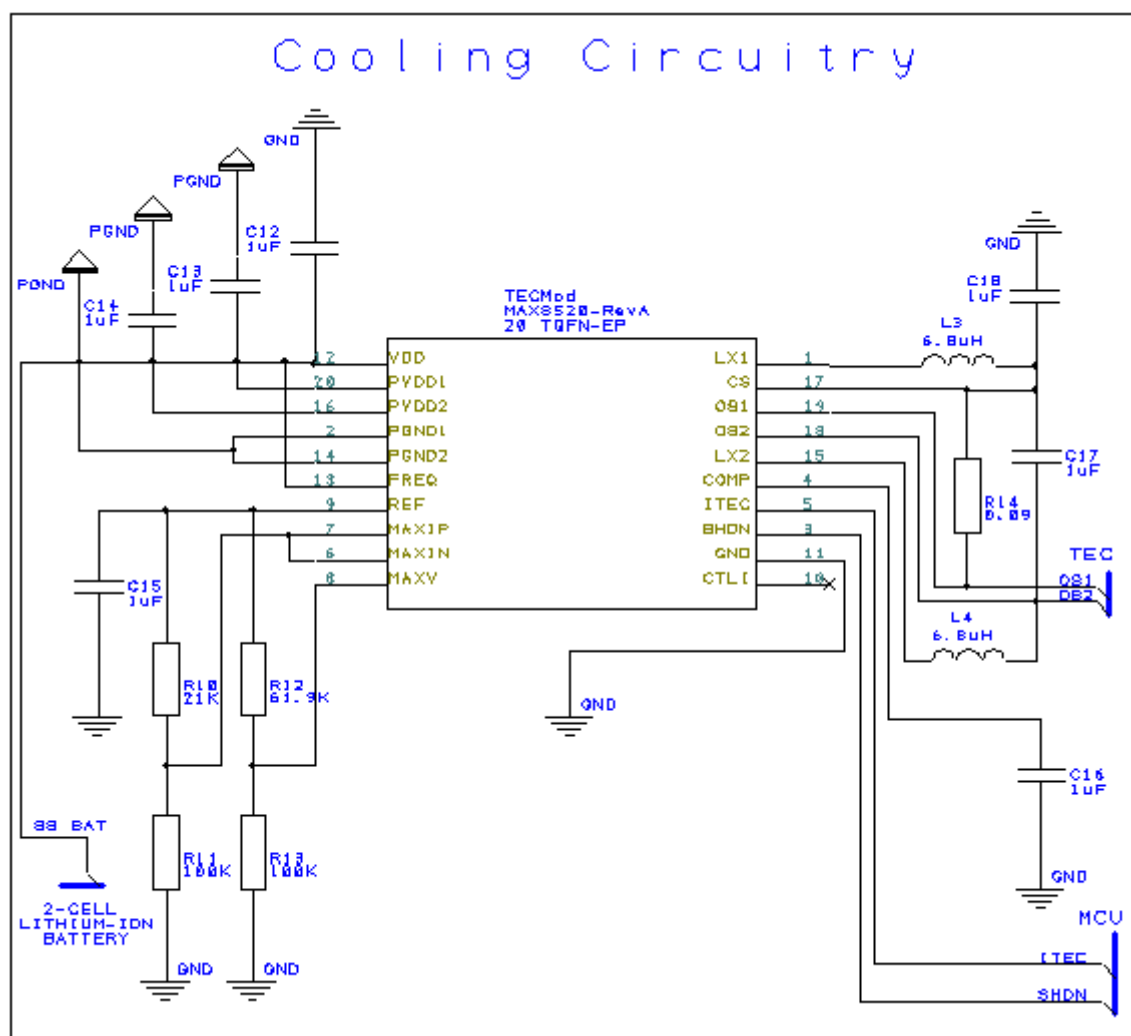 Cooling Circuitry
GND
PGND
PGND
PGND
C12
1uF
C13
1uF
C14
1uF
GND
C18
1uF
TECMod
MAX8520-RevA
20 TQFN-EP
L3
6.8uH
12 VDD
20 PVDD1
16 PVDD2
2 PGND1
14 PGND2
13 FREQ
9 REF
7 MAXIP
6 MAXIN
8 MAXV
LX1 1
CS 17
OS1 19
OS2 18
LX2 15
COMP 4
ITEC 5
SHDN 3
GND 11
CTLI 10
C17
1uF
R14
0.09
TEC
OS1
OS2
C15
1uF
L4
6.8uH
R10
21K
R12
61.9K
GND
C16
1uF
SS BAT
R11
100K
R13
100K
GND
2-CELL
LITHIUM-ION
BATTERY
GND
GND
MCU
ITEC
SHDN